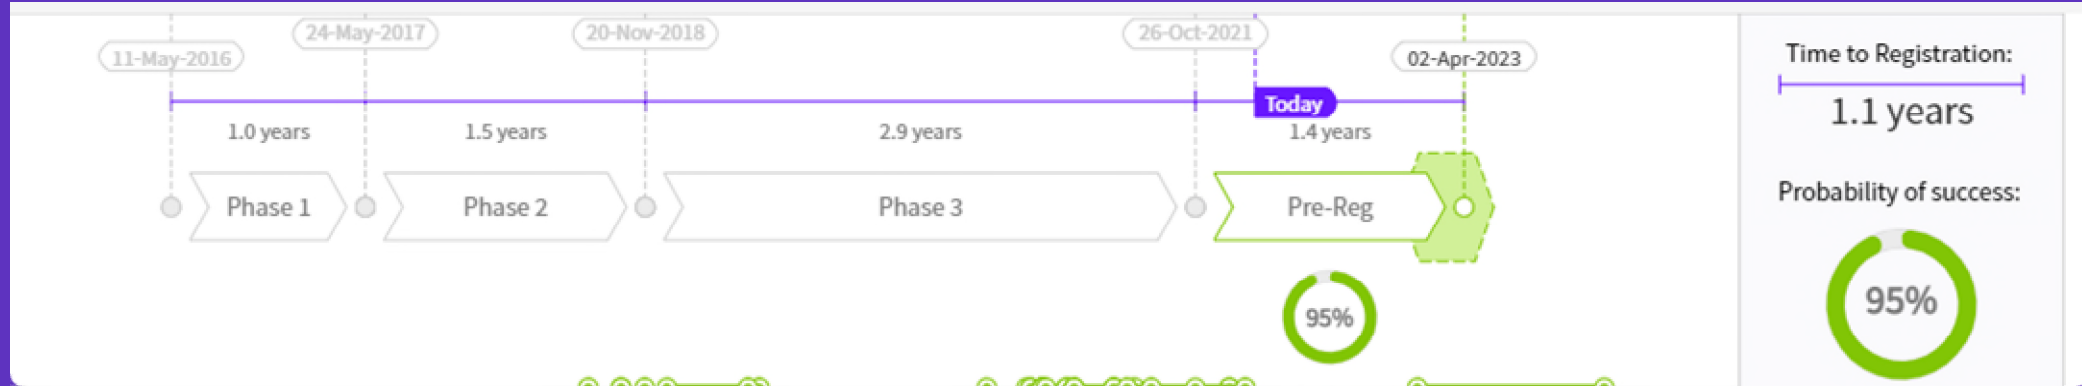 24-May-2017
20-Nov-2018
26-Oct-2021
11-May-2016
02-Apr-2023
Today
1.0 years
1.5 years
2.9 years
1.4 years
Phase 1
Phase 2
Phase 3
Pre-Reg
95%
Time to Registration:
1.1 years
Probability of success:
95%